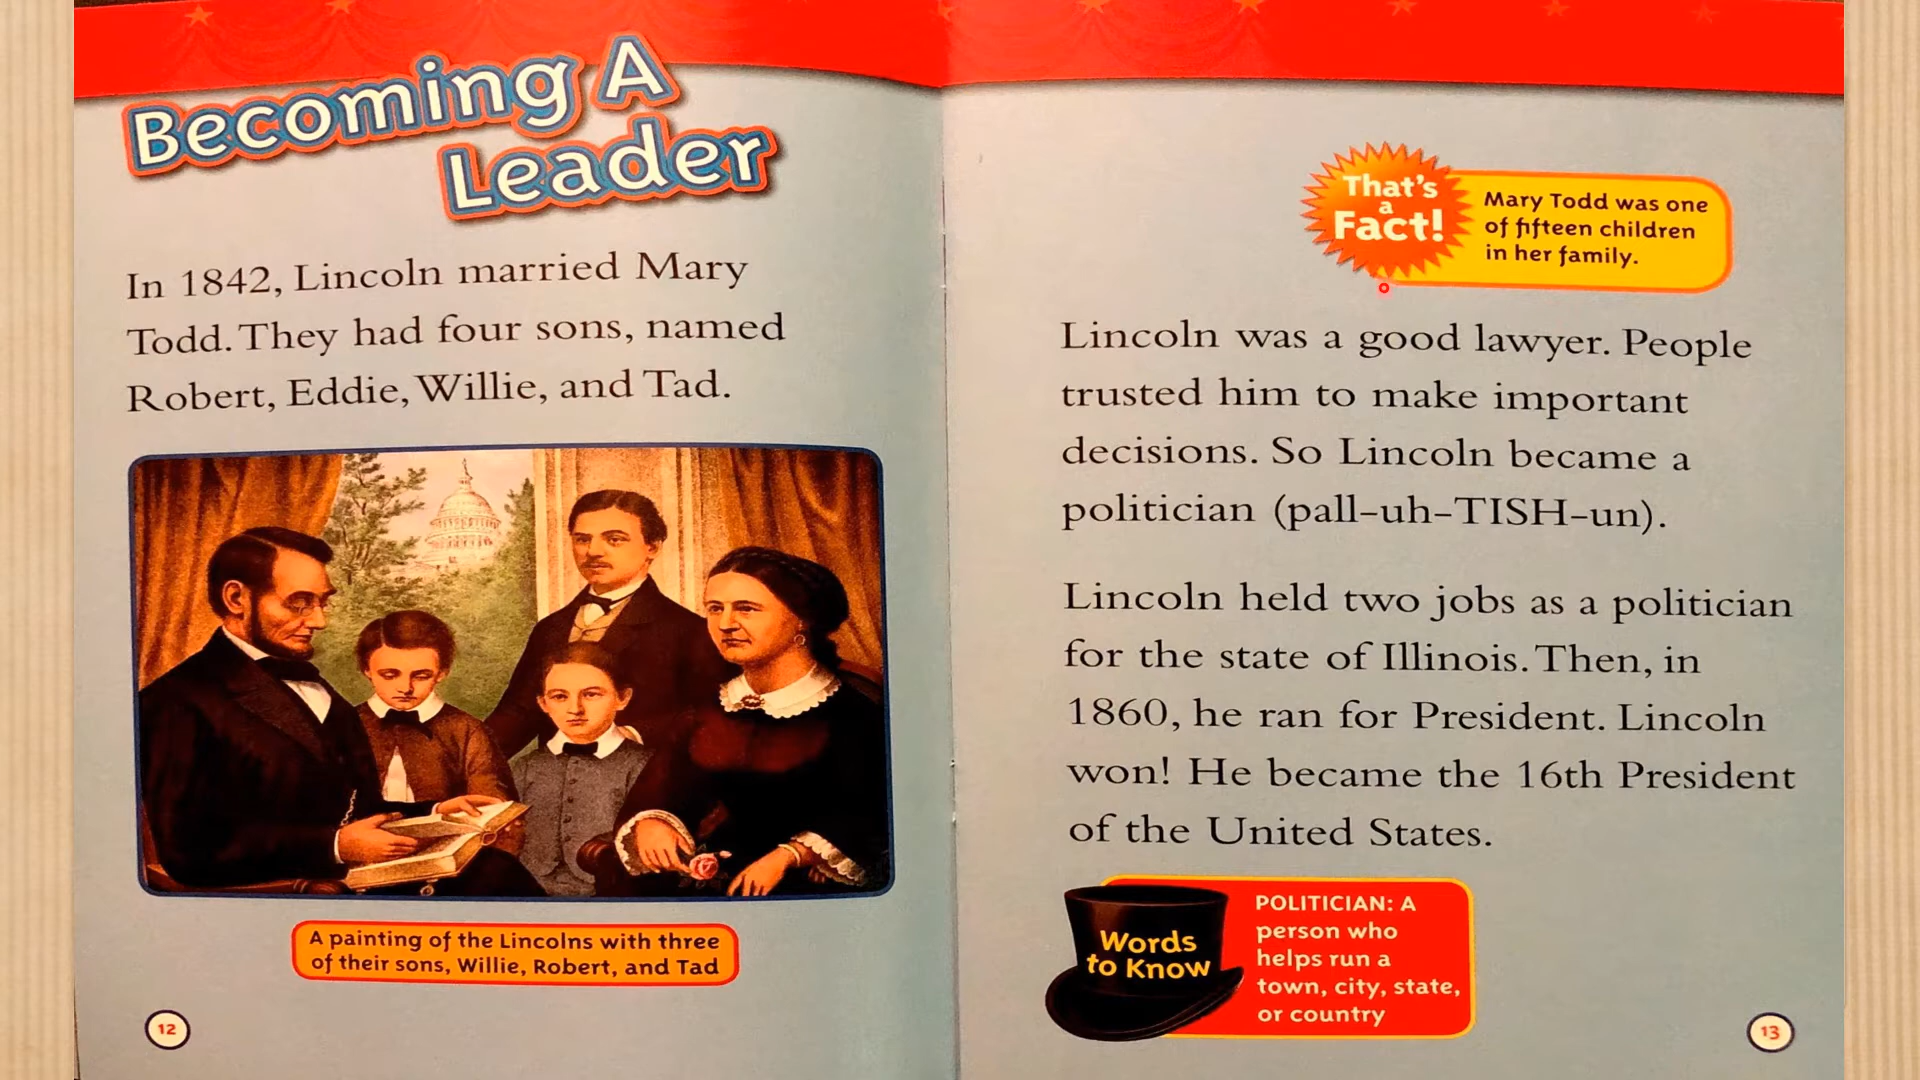 Becoming A
Leader
In 1842, Lincoln married Mary
Todd. They had four sons, named
Robert, Eddie, Willie, and Tad.
A painting of the Lincolns with three
of their sons, Willie, Robert, and Tad
12
That's
a
Fact!
Mary Todd was one
of fifteen children
in her family.
Lincoln was a good lawyer. People
trusted him to make important
decisions. So Lincoln became a
politician (pall-uh-TISH-un).
Lincoln held two jobs as a politician
for the state of Illinois. Then, in
1860, he ran for President. Lincoln
won! He became the 16th President
of the United States.
Words
to Know
POLITICIAN: A
person who
helps run a
town, city, state,
or country
13